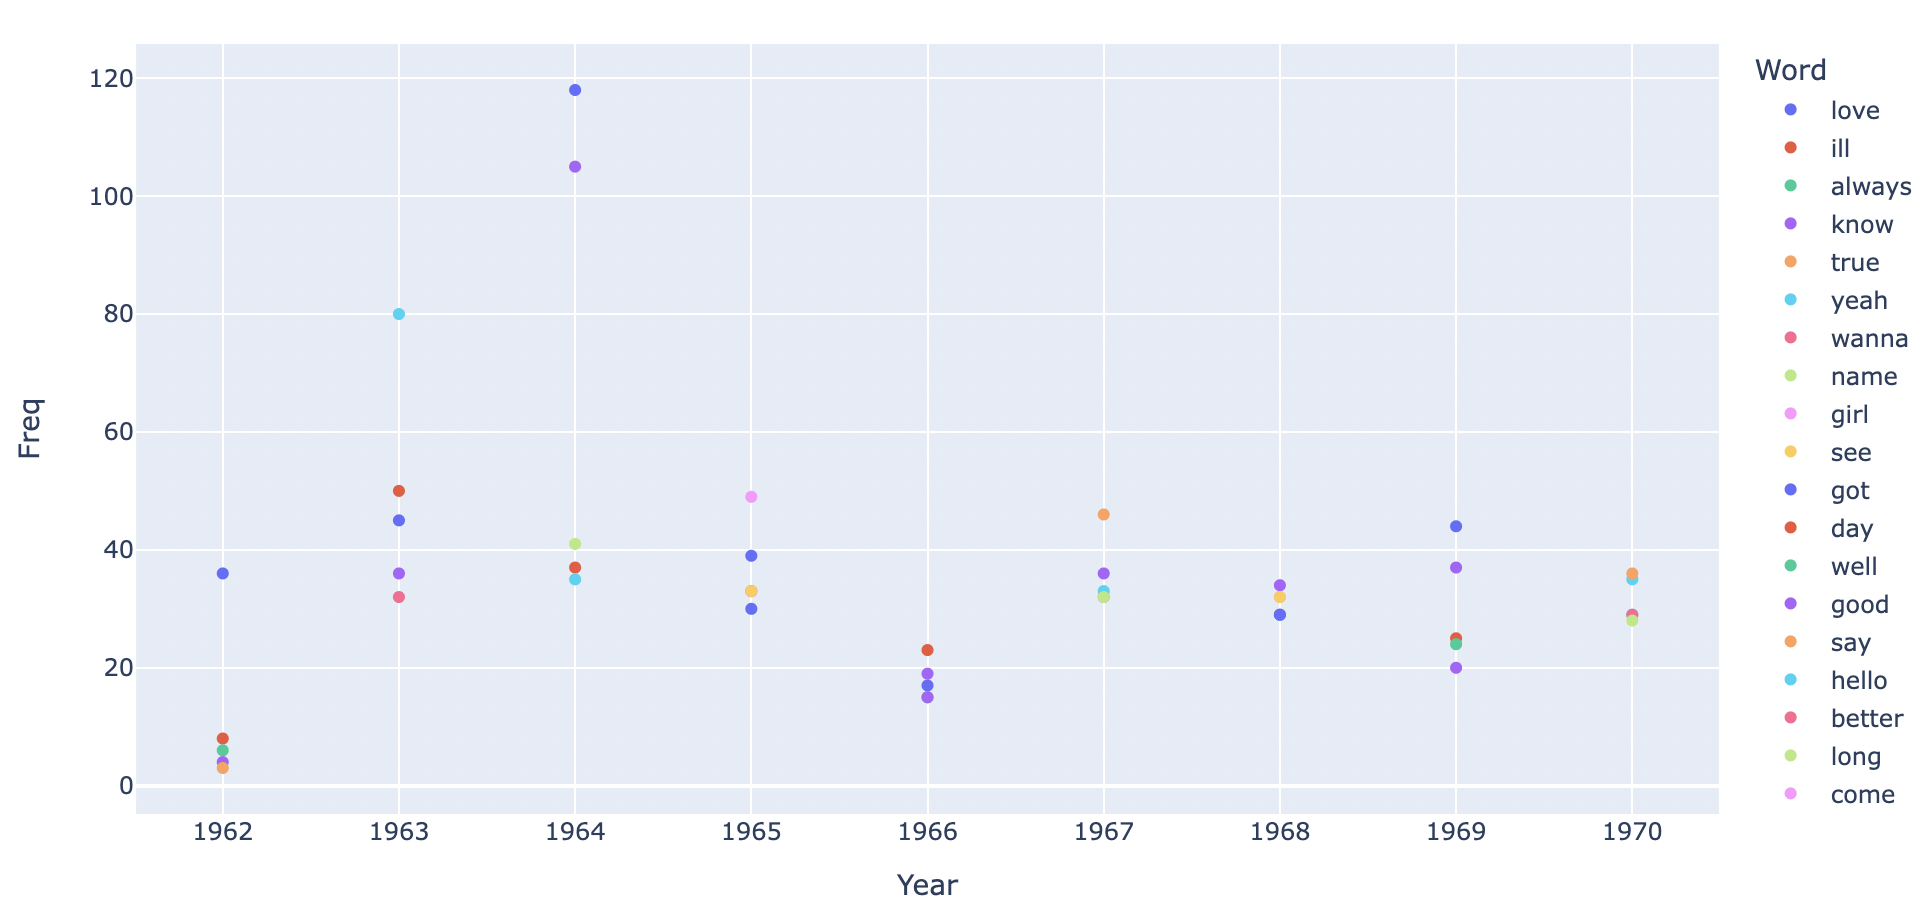 120
100
80
60
40
20
0
Freq
1962 1963 1964 1965 1966 1967 1968 1969 1970
Year
Word
love
ill
always
know
true
yeah
wanna
name
girl
see
got
day
well
good
say
hello
better
long
come